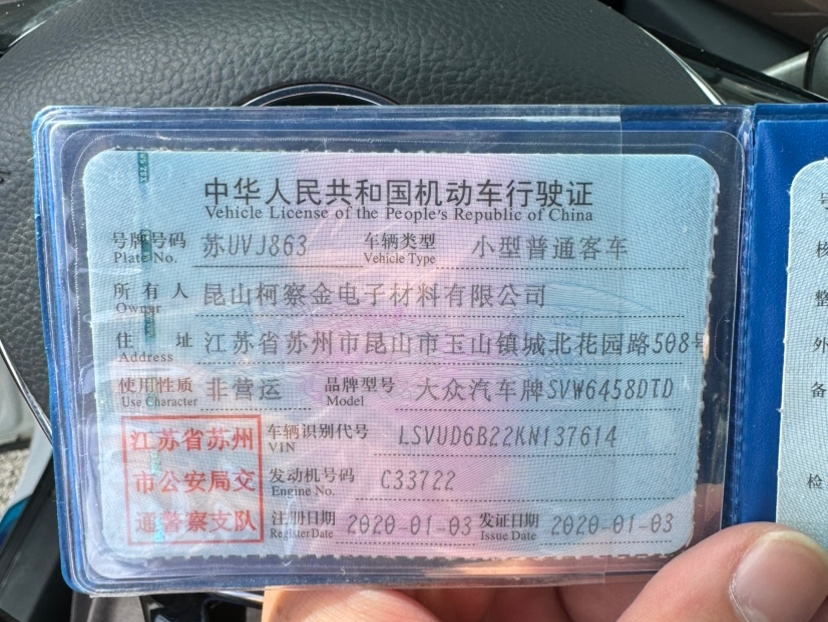 中华人民共和国机动车行驶证
Vehicle License of the People's Republic of China
号牌号码 苏UVJ863 车辆类型 小型普通客车
Plate No. Vehicle Type
所有人 昆山柯察金电子材料有限公司
Owner
住址 江苏省苏州市昆山市玉山镇城北花园路508号
Address
使用性质 非营运 品牌型号 大众汽车牌SVW6458DTD
Use Character Model
江苏省苏州 车辆识别代号 LSVUD6B22KN137614
VIN
市公安局交 发动机号码 C33722
Engine No.
通警察支队 注册日期 2020-01-03 发证日期 2020-01-03
Register Date Issue Date
号
核
整
外
备
检